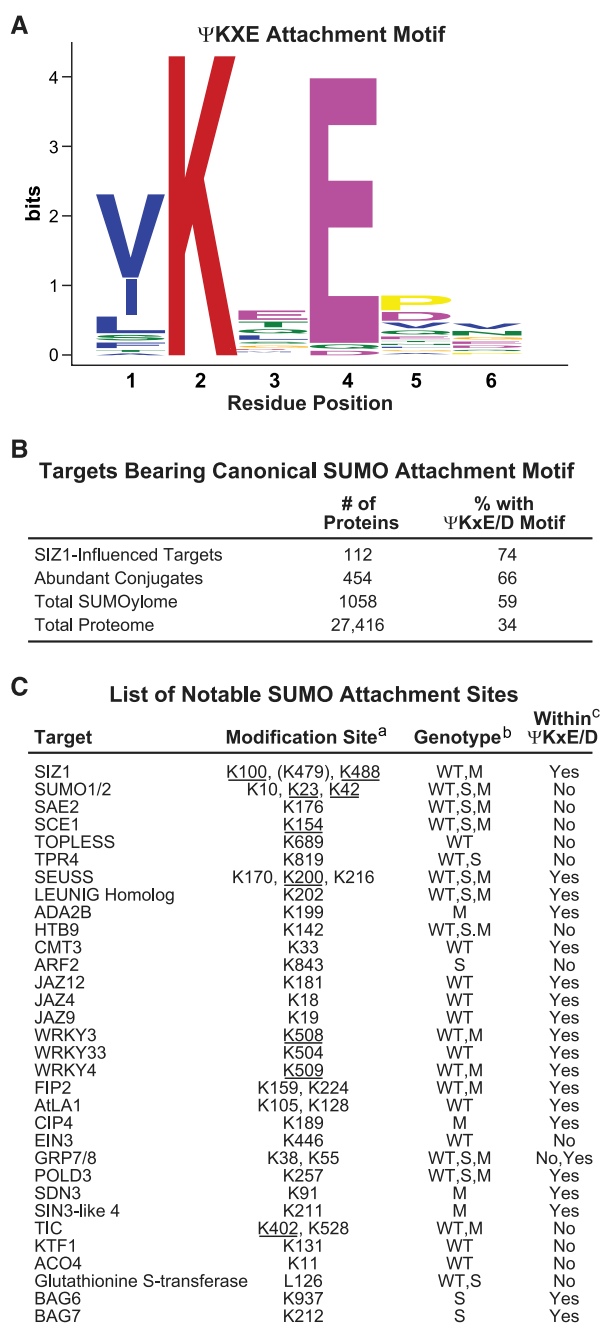 A
ΨKXE Attachment Motif
bits
4
3
2
1
0
1 2 3 4 5 6
Residue Position
B
Targets Bearing Canonical SUMO Attachment Motif
# of Proteins % with ΨKxE/D Motif
SIZ1-Influenced Targets 112 74
Abundant Conjugates 454 66
Total SUMOylome 1058 59
Total Proteome 27,416 34
C
List of Notable SUMO Attachment Sites
Target Modification Site^a Genotype^b Within^c ΨKxE/D
SIZ1 K100, (K479), K488 WT,M Yes
SUMO1/2 K10, K23, K42 WT,S,M No
SAE2 K176 WT,S,M No
SCE1 K154 WT,S,M No
TOPLESS K689 WT No
TPR4 K819 WT,S No
SEUSS K170, K200, K216 WT,S,M Yes
LEUNIG Homolog K202 WT,S,M Yes
ADA2B K199 M Yes
HTB9 K142 WT,S.M No
CMT3 K33 WT Yes
ARF2 K843 S No
JAZ12 K181 WT Yes
JAZ4 K18 WT Yes
JAZ9 K19 WT Yes
WRKY3 K508 WT,M Yes
WRKY33 K504 WT Yes
WRKY4 K509 WT,M Yes
FIP2 K159, K224 WT,M Yes
AtLA1 K105, K128 WT Yes
CIP4 K189 M Yes
EIN3 K446 WT No
GRP7/8 K38, K55 WT,S,M No,Yes
POLD3 K257 WT,S,M Yes
SDN3 K91 M Yes
SIN3-like 4 K211 M Yes
TIC K402, K528 WT,M No
KTF1 K131 WT No
ACO4 K11 WT No
Glutathionine S-transferase L126 WT,S No
BAG6 K937 S Yes
BAG7 K212 S Yes